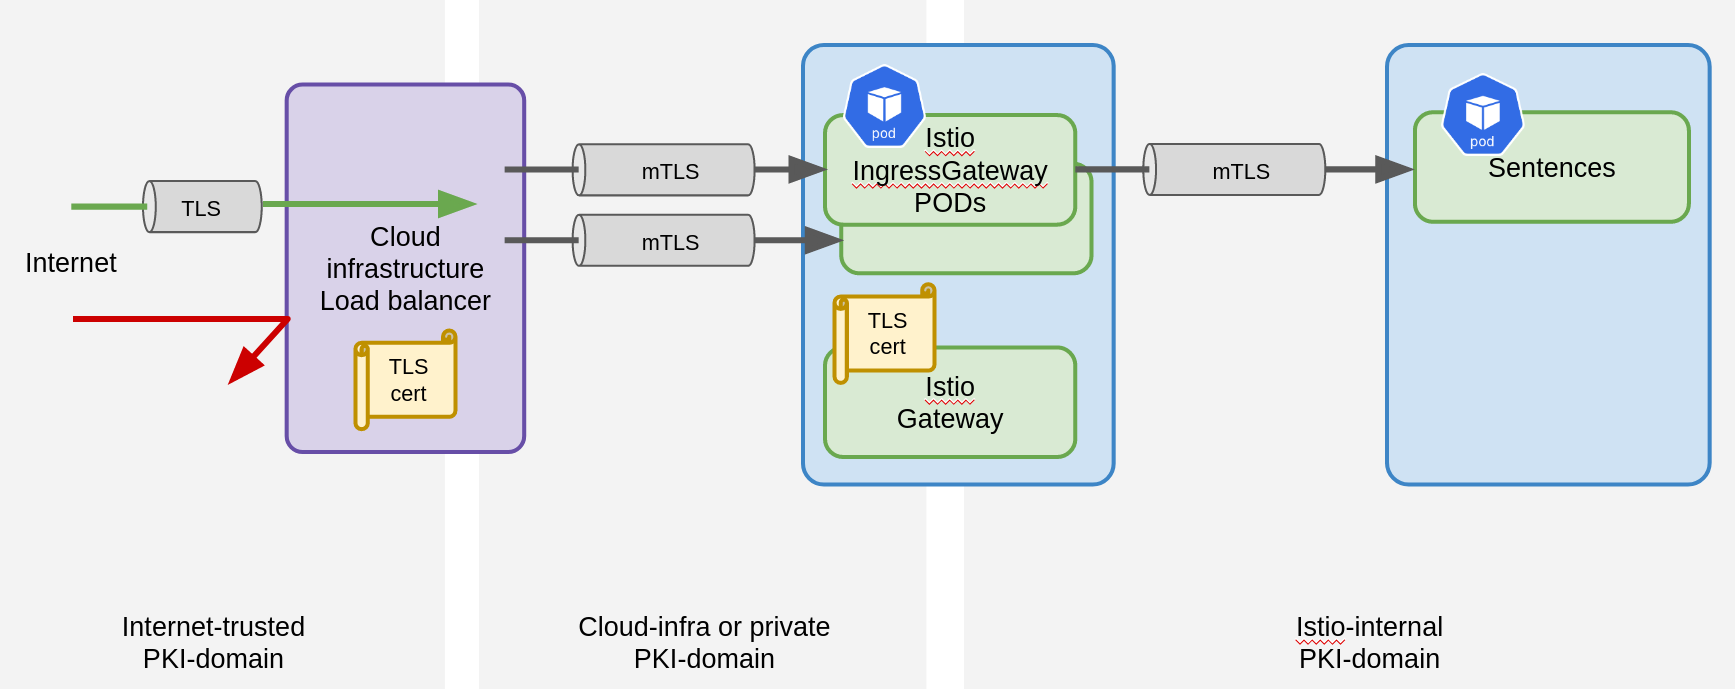 Internet
TLS
Cloud
infrastructure
Load balancer
TLS
cert
mTLS
mTLS
pod
Istio
IngressGateway
PODs
TLS
cert
Istio
Gateway
mTLS
pod
Sentences
Internet-trusted
PKI-domain
Cloud-infra or private
PKI-domain
Istio-internal
PKI-domain